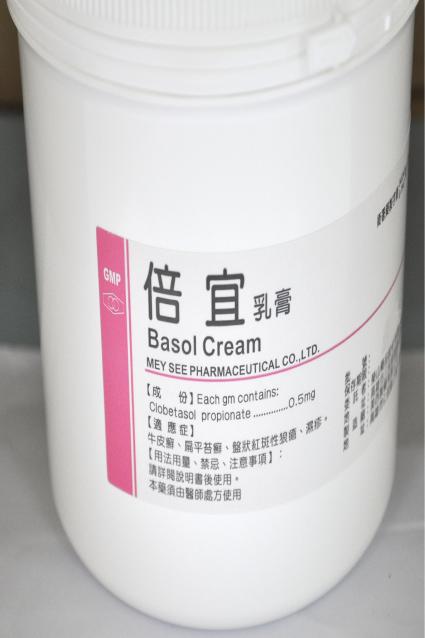 GMP
倍宜乳膏
Basol Cream
MEY SEE PHARMACEUTICAL CO.,LTD.
【成 份】Each gm contains:
Clobetasol propionate ..............0.5mg
【適應症】
牛皮癬、扁平苔癬、盤狀紅斑性狼瘡、濕疹。
【用法用量、禁忌、注意事項】：
請詳閱說明書後使用。
本藥須由醫師處方使用